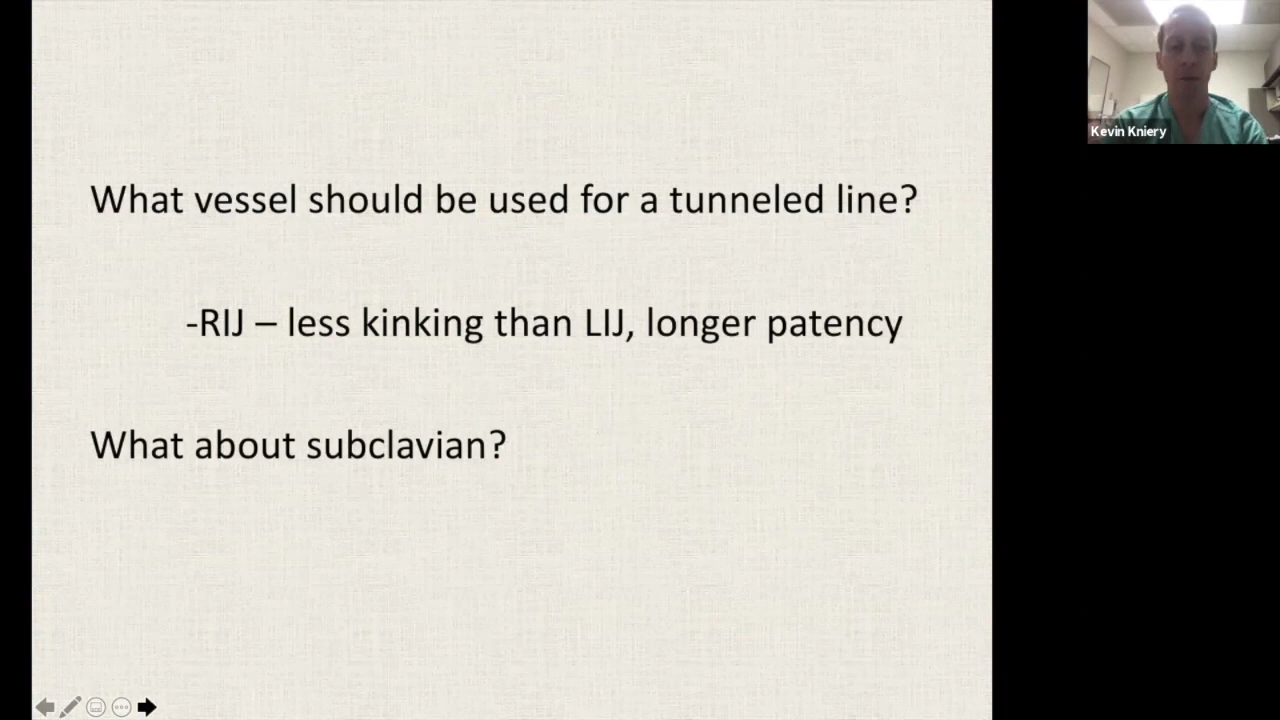 What vessel should be used for a tunneled line?
-RIJ – less kinking than LIJ, longer patency
What about subclavian?
Kevin Kniery